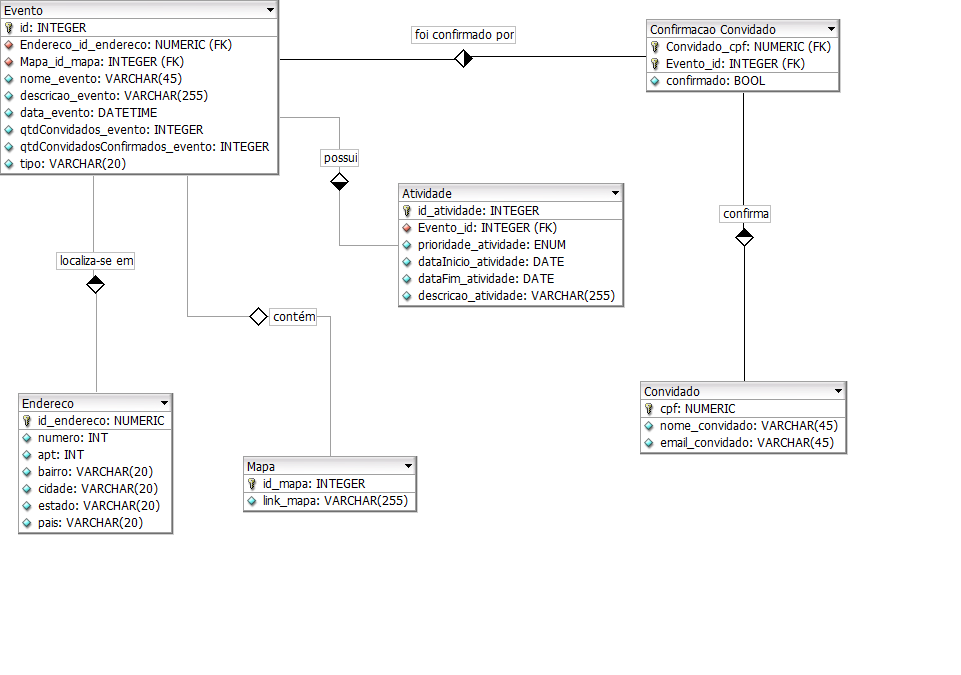 Evento
id: INTEGER
Endereco_id_endereco: NUMERIC (FK)
Mapa_id_mapa: INTEGER (FK)
nome_evento: VARCHAR(45)
descricao_evento: VARCHAR(255)
data_evento: DATETIME
qtdConvidados_evento: INTEGER
qtdConvidadosConfirmados_evento: INTEGER
tipo: VARCHAR(20)
foi confirmado por
Confirmacao Convidado
Convidado_cpf: NUMERIC (FK)
Evento_id: INTEGER (FK)
confirmado: BOOL
possui
Atividade
id_atividade: INTEGER
Evento_id: INTEGER (FK)
prioridade_atividade: ENUM
dataInicio_atividade: DATE
dataFim_atividade: DATE
descricao_atividade: VARCHAR(255)
confirma
localiza-se em
contém
Endereco
id_endereco: NUMERIC
numero: INT
apt: INT
bairro: VARCHAR(20)
cidade: VARCHAR(20)
estado: VARCHAR(20)
pais: VARCHAR(20)
Mapa
id_mapa: INTEGER
link_mapa: VARCHAR(255)
Convidado
cpf: NUMERIC
nome_convidado: VARCHAR(45)
email_convidado: VARCHAR(45)